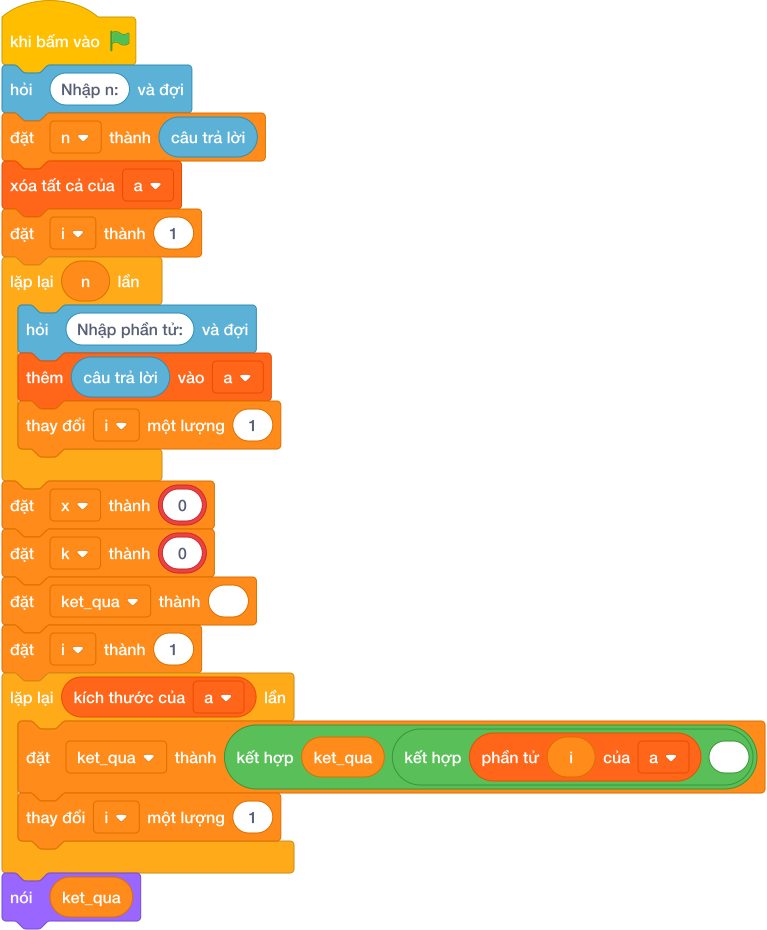 khi bấm vào
hỏi Nhập n: và đợi
đặt n thành câu trả lời
xóa tất cả của a
đặt i thành 1
lặp lại n lần
hỏi Nhập phần tử: và đợi
thêm câu trả lời vào a
thay đổi i một lượng 1
đặt x thành 0
đặt k thành 0
đặt ket_qua thành
đặt i thành 1
lặp lại kích thước của a lần
đặt ket_qua thành kết hợp ket_qua kết hợp phần tử i của a
thay đổi i một lượng 1
nói ket_qua